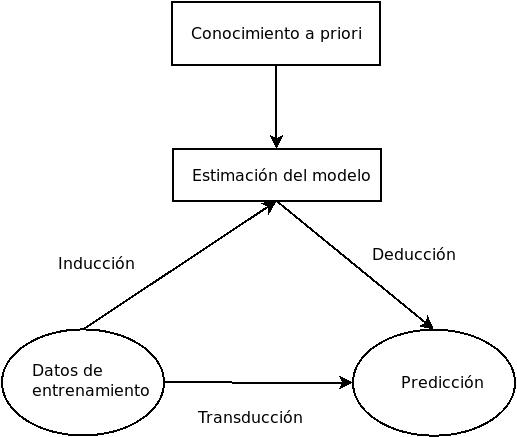 Conocimiento a priori
Estimación del modelo
Inducción
Deducción
Datos de
entrenamiento
Predicción
Transducción